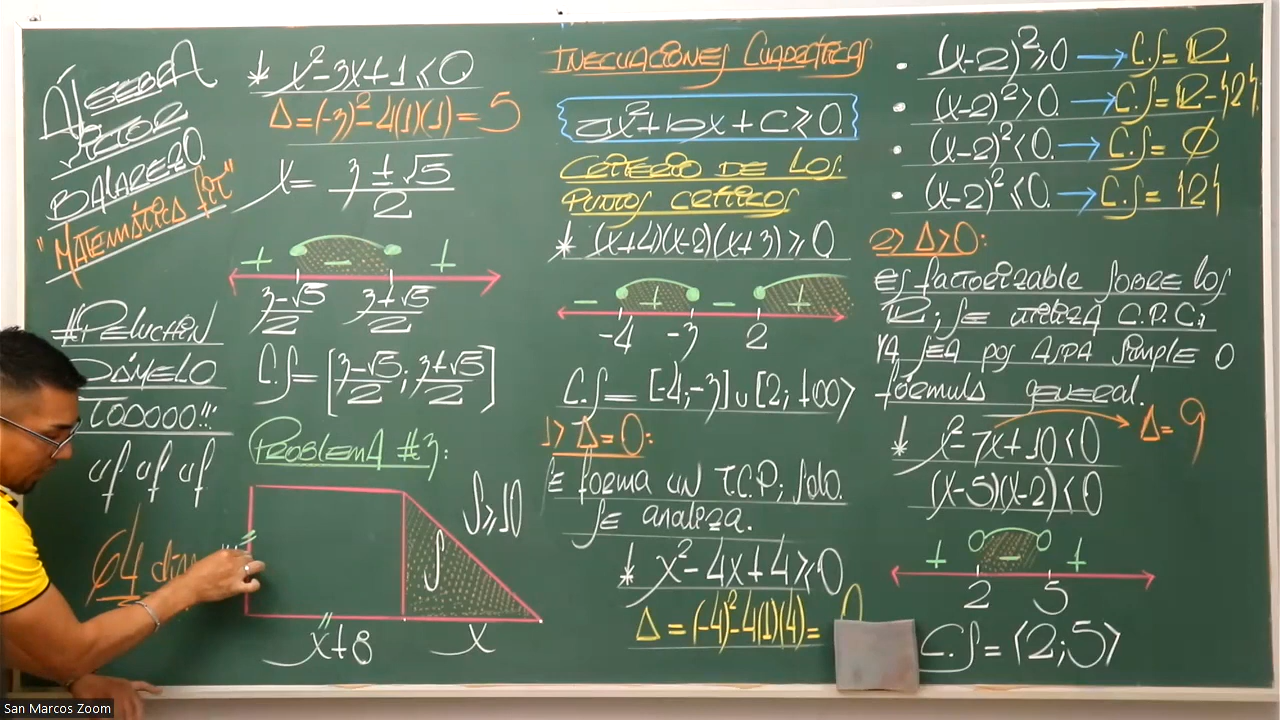 ÁLGEBRA
VÍCTOR
BALAREZO.
"MATEMÁTICA FIT"
#PELUCHÍN
DÁMELO
TODOOO!!!
uf uf uf
64
* x²-3x+1≤0
Δ=(-3)²-4(1)(1)=5
x= (3±√5)/2
+ - +
(3-√5)/2 (3+√5)/2
C.S=[(3-√5)/2; (3+√5)/2]
PROBLEMA #3:
S≥10
S
x+8 x
INECUACIONES CUADRÁTICAS
ax²+bx+c≥0.
CRITERIO DE LOS
PUNTOS CRÍTICOS
* (x+4)(x-2)(x+3)≥0
- + - +
-4 -3 2
C.S=[-4;-3]∪[2;+∞⟩
1> Δ=0:
SE forma un T.C.P; solo
se analiza.
* x²-4x+4≥0
Δ=(-4)²-4(1)(4)=0
• (x-2)²≥0 → C.S=ℝ
• (x-2)²>0. → C.S=ℝ-{2}.
• (x-2)²<0. → C.S= ∅
• (x-2)²≤0. → C.S= {2}
2> Δ>0:
Es factorizable sobre los
ℝ; se utiliza C.P.C;
YA SEA por ASPA Simple o
fórmula general.
* x²-7x+10<0 → Δ=9
(x-5)(x-2)<0
+ - +
2 5
C.S=⟨2;5⟩
San Marcos Zoom